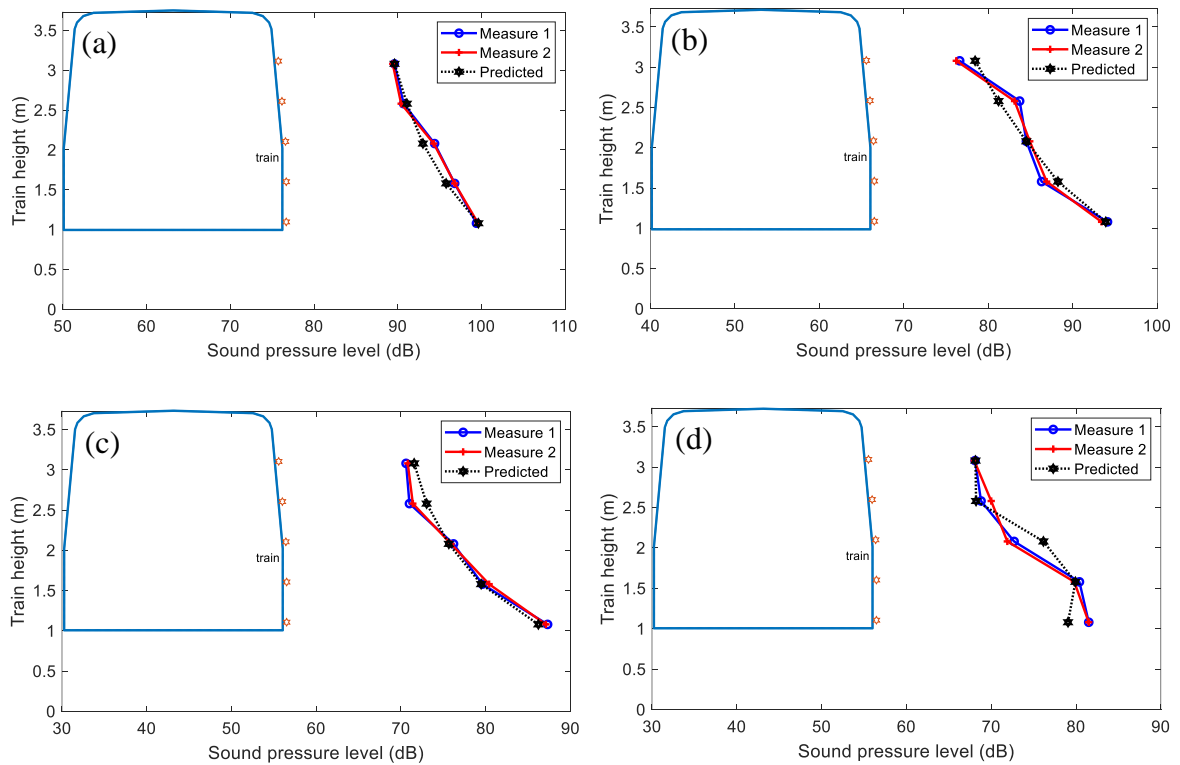 (a)
Measure 1
Measure 2
Predicted
train
3.5
3
2.5
2
1.5
1
0.5
0
50 60 70 80 90 100 110
Train height (m)
Sound pressure level (dB)
(b)
Measure 1
Measure 2
Predicted
train
3.5
3
2.5
2
1.5
1
0.5
0
40 50 60 70 80 90 100
Train height (m)
Sound pressure level (dB)
(c)
Measure 1
Measure 2
Predicted
train
3.5
3
2.5
2
1.5
1
0.5
0
30 40 50 60 70 80 90
Train height (m)
Sound pressure level (dB)
(d)
Measure 1
Measure 2
Predicted
train
3.5
3
2.5
2
1.5
1
0.5
0
30 40 50 60 70 80 90
Train height (m)
Sound pressure level (dB)